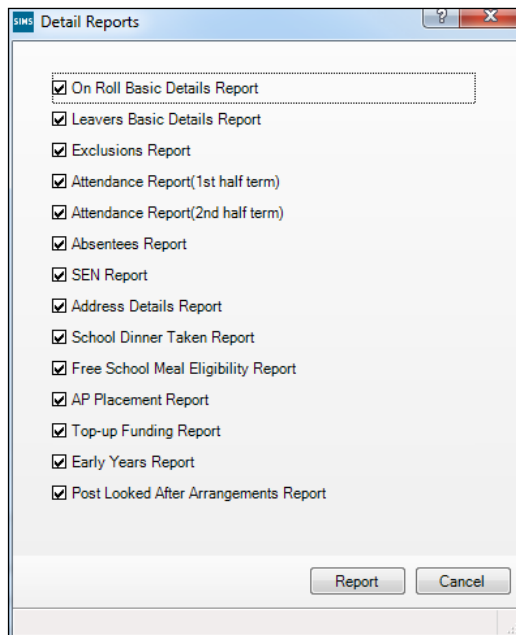 SIMS Detail Reports
On Roll Basic Details Report
Leavers Basic Details Report
Exclusions Report
Attendance Report(1st half term)
Attendance Report(2nd half term)
Absentees Report
SEN Report
Address Details Report
School Dinner Taken Report
Free School Meal Eligibility Report
AP Placement Report
Top-up Funding Report
Early Years Report
Post Looked After Arrangements Report
Report Cancel